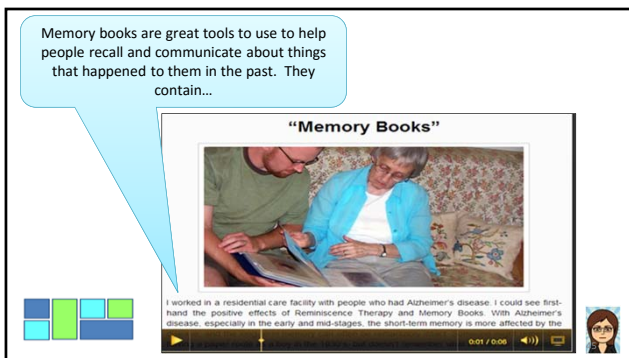 Memory books are great tools to use to help
people recall and communicate about things
that happened to them in the past. They
contain…
“Memory Books”
I worked in a residential care facility with people who had Alzheimer's disease. I could see first-
hand the positive effects of Reminiscence Therapy and Memory Books. With Alzheimer's
disease, especially in the early and mid-stages, the short-term memory is more affected by the
0:01 / 0:06